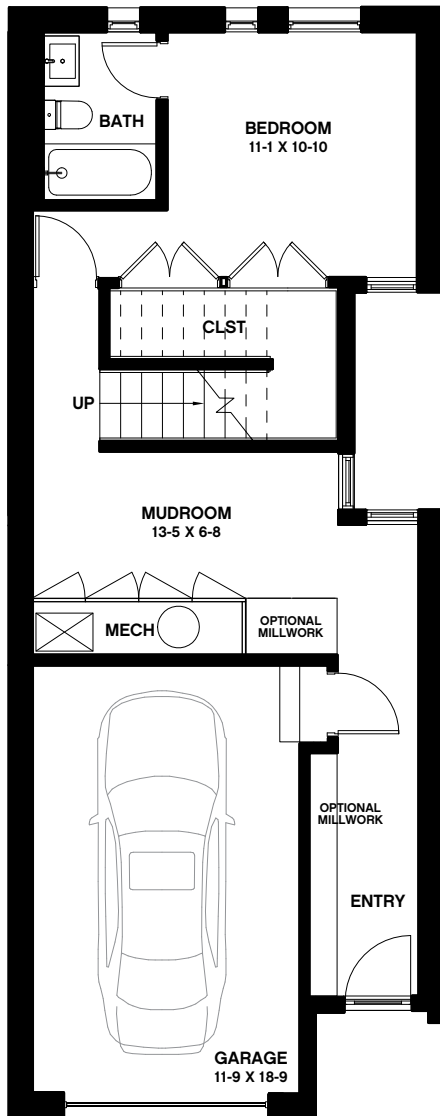 BATH
BEDROOM
11-1 X 10-10
CLST
UP
MUDROOM
13-5 X 6-8
MECH
OPTIONAL
MILLWORK
OPTIONAL
MILLWORK
ENTRY
GARAGE
11-9 X 18-9